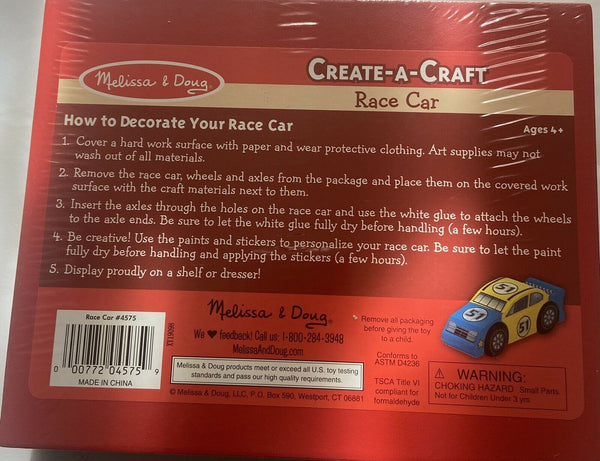 Melissa & Doug®
CREATE-A-CRAFT
Race Car
How to Decorate Your Race Car
Ages 4+
1. Cover a hard work surface with paper and wear protective clothing. Art supplies may not
wash out of all materials.
2. Remove the race car, wheels and axles from the package and place them on the covered work
surface with the craft materials next to them.
3. Insert the axles through the holes on the race car and use the white glue to attach the wheels
to the axle ends. Be sure to let the white glue fully dry before handling (a few hours).
4. Be creative! Use the paints and stickers to personalize your race car. Be sure to let the paint
fully dry before handling and applying the stickers (a few hours).
5. Display proudly on a shelf or dresser!
Race Car #4575
0 00772 04575 9
MADE IN CHINA
Melissa & Doug®
We ♥ feedback! Call us: 1-800-284-3948
MelissaAndDoug.com
Melissa & Doug products meet or exceed all U.S. toy testing
standards and pass our high quality requirements.
© Melissa & Doug, LLC, P.O. Box 590, Westport, CT 06881
Remove all packaging
before giving the toy
to a child.
Conforms to
ASTM D4236
TSCA Title VI
compliant for
formaldehyde
51
51
⚠ WARNING:
CHOKING HAZARD Small Parts.
Not for Children Under 3 yrs